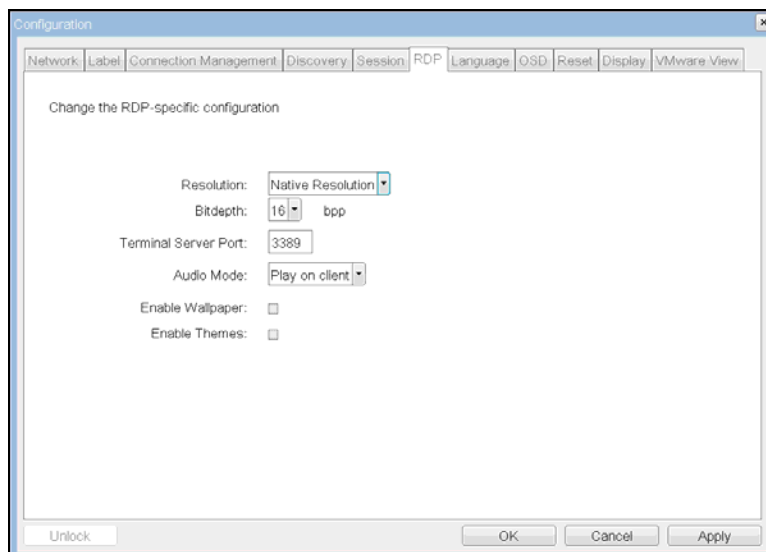 Configuration
Network Label Connection Management Discovery Session RDP Language OSD Reset Display VMware View
Change the RDP-specific configuration
Resolution: Native Resolution
Bitdepth: 16 bpp
Terminal Server Port: 3389
Audio Mode: Play on client
Enable Wallpaper:
Enable Themes:
Unlock OK Cancel Apply